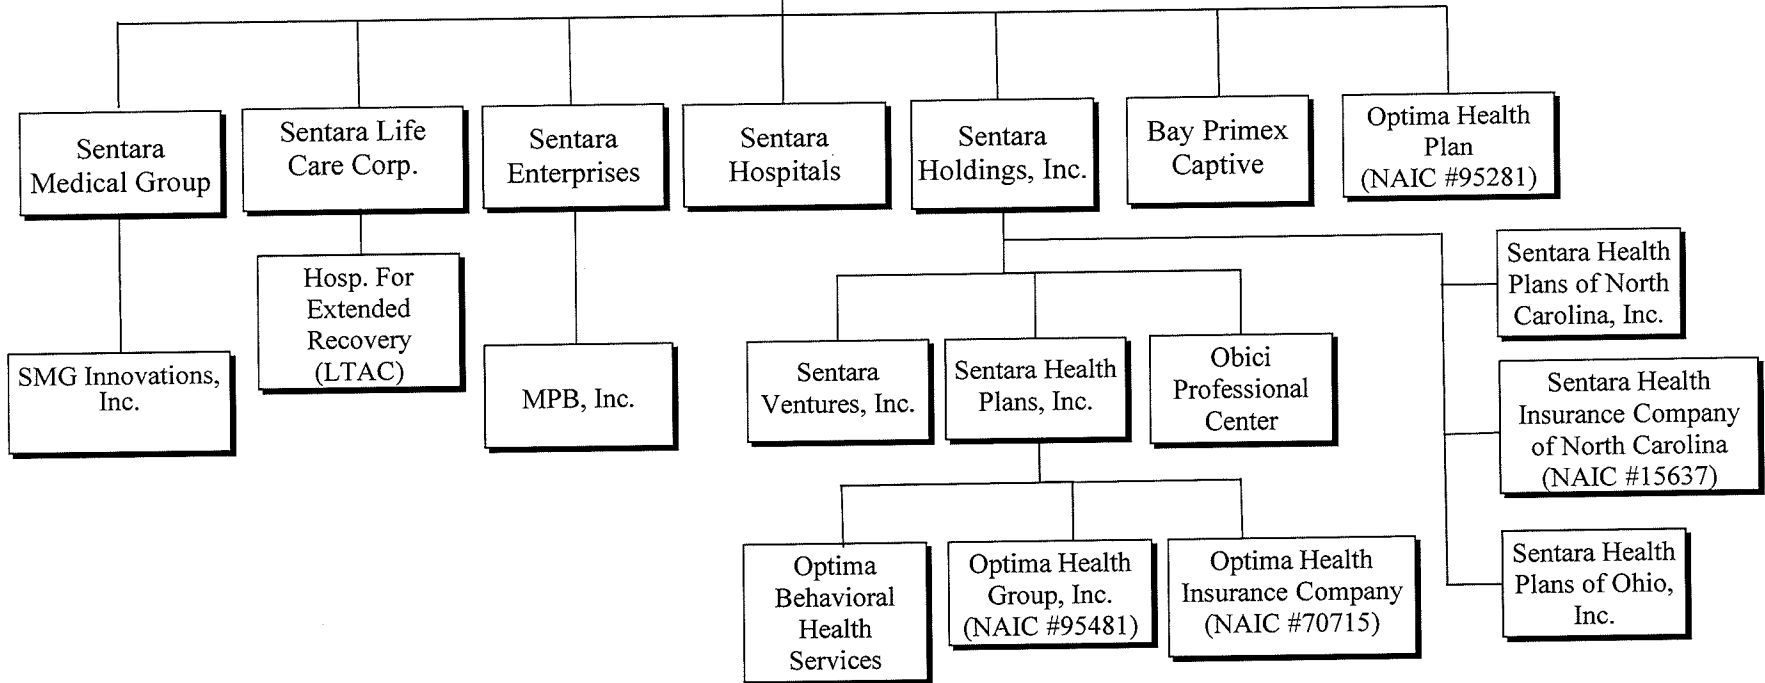 Sentara
Medical Group
Sentara Life
Care Corp.
Sentara
Enterprises
Sentara
Hospitals
Sentara
Holdings, Inc.
Bay Primex
Captive
Optima Health
Plan
(NAIC #95281)
SMG Innovations,
Inc.
Hosp. For
Extended
Recovery
(LTAC)
MPB, Inc.
Sentara
Ventures, Inc.
Sentara Health
Plans, Inc.
Obici
Professional
Center
Sentara Health
Plans of North
Carolina, Inc.
Sentara Health
Insurance Company
of North Carolina
(NAIC #15637)
Sentara Health
Plans of Ohio,
Inc.
Optima
Behavioral
Health
Services
Optima Health
Group, Inc.
(NAIC #95481)
Optima Health
Insurance Company
(NAIC #70715)